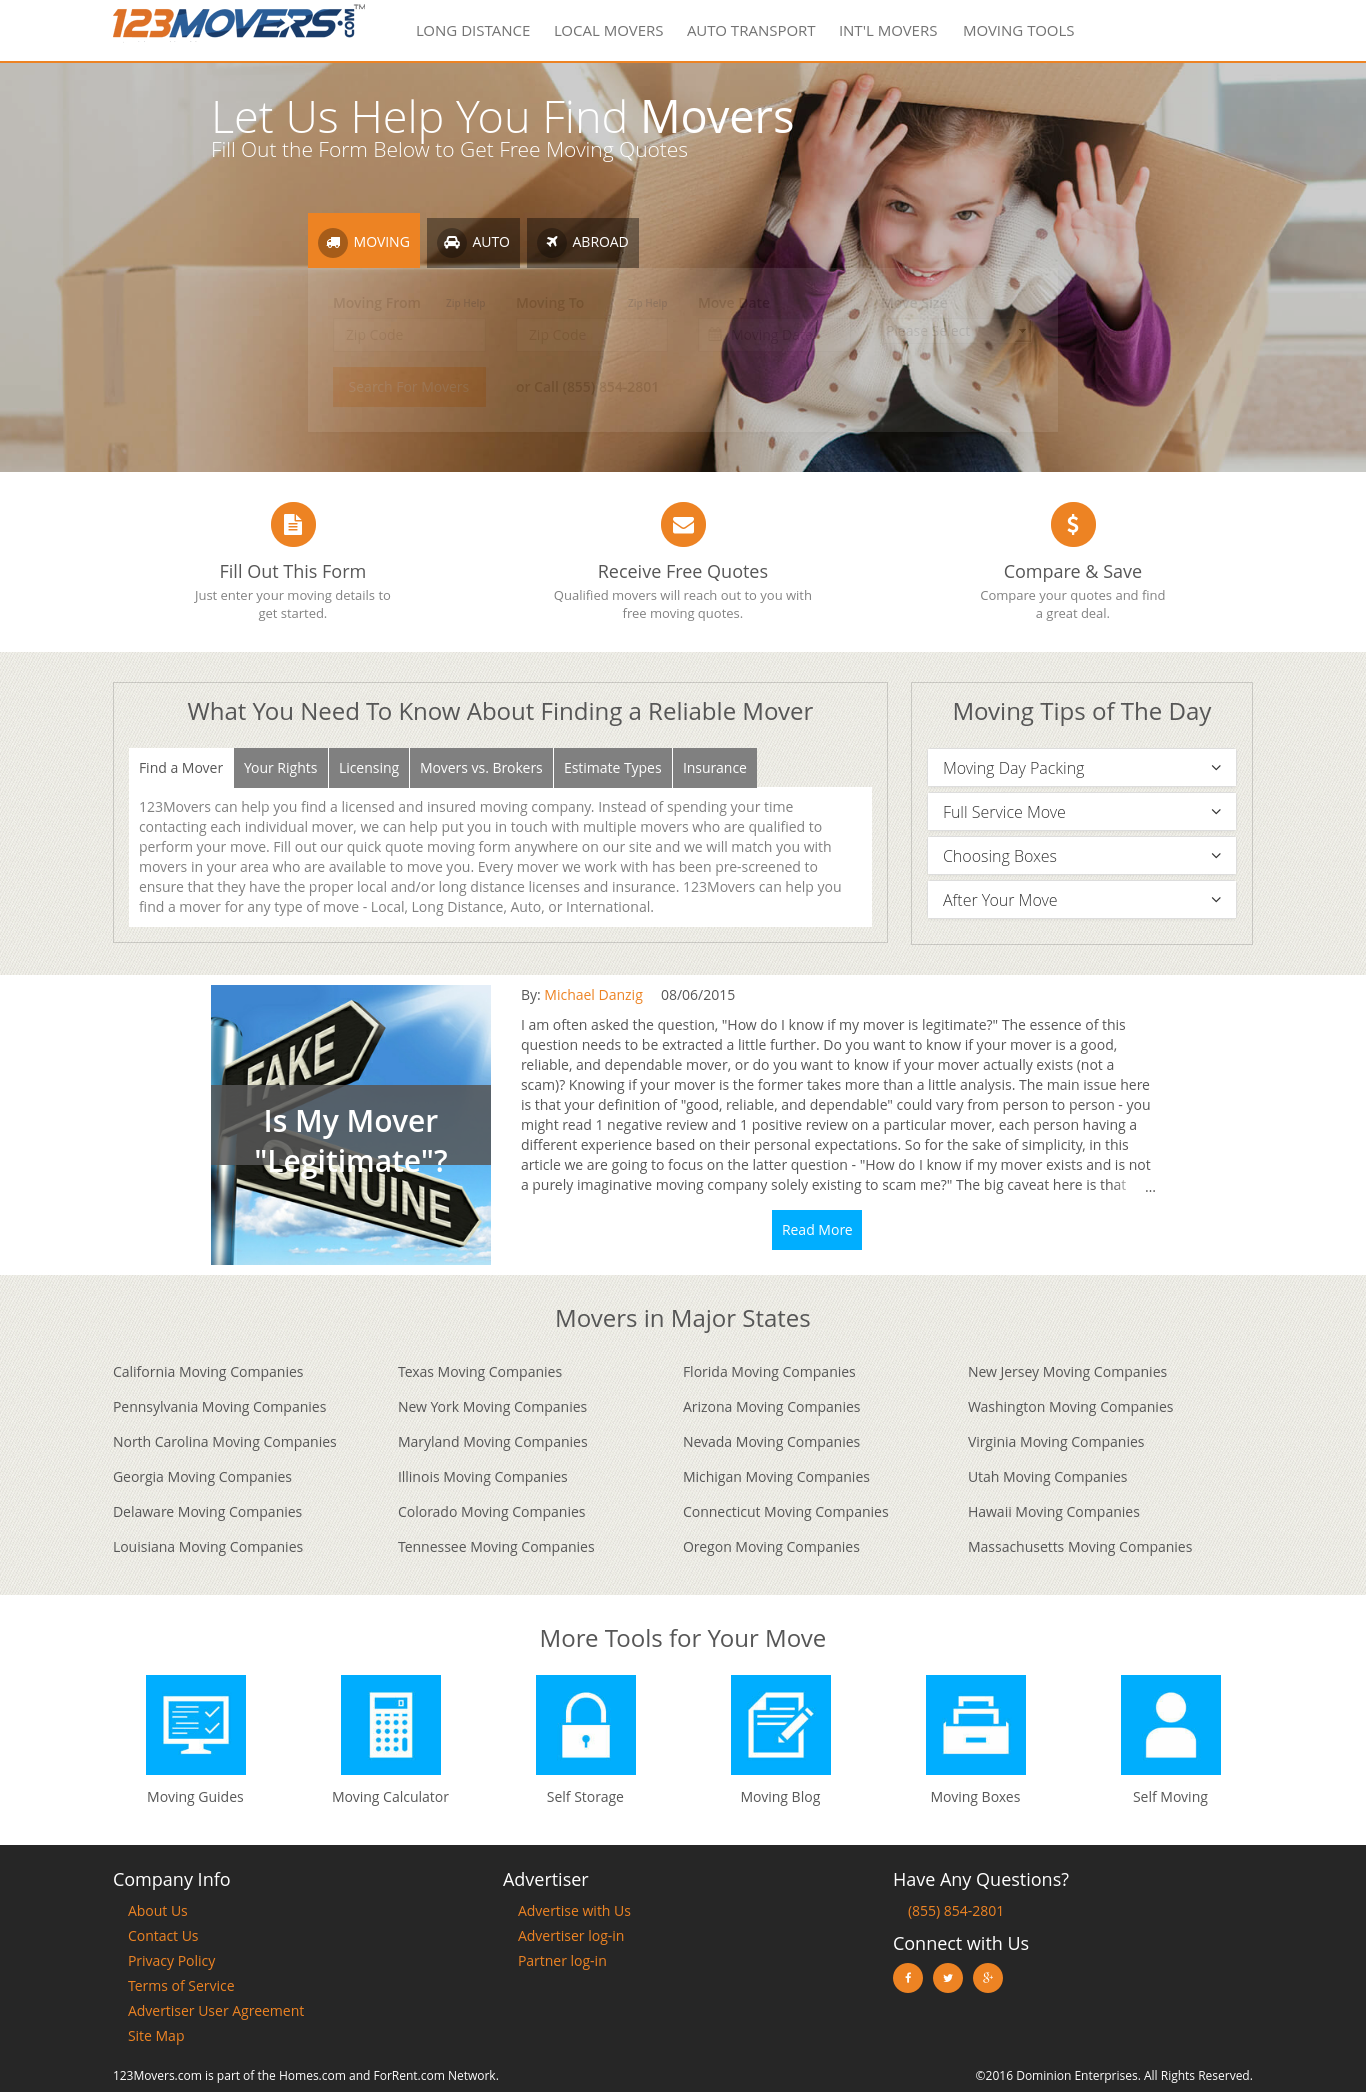 123MOVERS.COM™
LONG DISTANCE LOCAL MOVERS AUTO TRANSPORT INT'L MOVERS MOVING TOOLS
Let Us Help You Find Movers
Fill Out the Form Below to Get Free Moving Quotes
MOVING AUTO ABROAD
Moving From Zip Help Moving To Zip Help Move Date Move Size
Zip Code Zip Code Moving Please Select
Search For Movers or Call (855) 854-2801
Fill Out This Form
Just enter your moving details to
get started.
Receive Free Quotes
Qualified movers will reach out to you with
free moving quotes.
Compare & Save
Compare your quotes and find
a great deal.
What You Need To Know About Finding a Reliable Mover
Find a Mover Your Rights Licensing Movers vs. Brokers Estimate Types Insurance
123Movers can help you find a licensed and insured moving company. Instead of spending your time
contacting each individual mover, we can help put you in touch with multiple movers who are qualified to
perform your move. Fill out our quick quote moving form anywhere on our site and we will match you with
movers in your area who are available to move you. Every mover we work with has been pre-screened to
ensure that they have the proper local and/or long distance licenses and insurance. 123Movers can help you
find a mover for any type of move - Local, Long Distance, Auto, or International.
Moving Tips of The Day
Moving Day Packing
Full Service Move
Choosing Boxes
After Your Move
FAKE
Is My Mover
"Legitimate"?
GENUINE
By: Michael Danzig 08/06/2015
I am often asked the question, "How do I know if my mover is legitimate?" The essence of this
question needs to be extracted a little further. Do you want to know if your mover is a good,
reliable, and dependable mover, or do you want to know if your mover actually exists (not a
scam)? Knowing if your mover is the former takes more than a little analysis. The main issue here
is that your definition of "good, reliable, and dependable" could vary from person to person - you
might read 1 negative review and 1 positive review on a particular mover, each person having a
different experience based on their personal expectations. So for the sake of simplicity, in this
article we are going to focus on the latter question - "How do I know if my mover exists and is not
a purely imaginative moving company solely existing to scam me?" The big caveat here is that ...
Read More
Movers in Major States
California Moving Companies Texas Moving Companies Florida Moving Companies New Jersey Moving Companies
Pennsylvania Moving Companies New York Moving Companies Arizona Moving Companies Washington Moving Companies
North Carolina Moving Companies Maryland Moving Companies Nevada Moving Companies Virginia Moving Companies
Georgia Moving Companies Illinois Moving Companies Michigan Moving Companies Utah Moving Companies
Delaware Moving Companies Colorado Moving Companies Connecticut Moving Companies Hawaii Moving Companies
Louisiana Moving Companies Tennessee Moving Companies Oregon Moving Companies Massachusetts Moving Companies
More Tools for Your Move
Moving Guides Moving Calculator Self Storage Moving Blog Moving Boxes Self Moving
Company Info
About Us
Contact Us
Privacy Policy
Terms of Service
Advertiser User Agreement
Site Map
Advertiser
Advertise with Us
Advertiser log-in
Partner log-in
Have Any Questions?
(855) 854-2801
Connect with Us
123Movers.com is part of the Homes.com and ForRent.com Network.
©2016 Dominion Enterprises. All Rights Reserved.